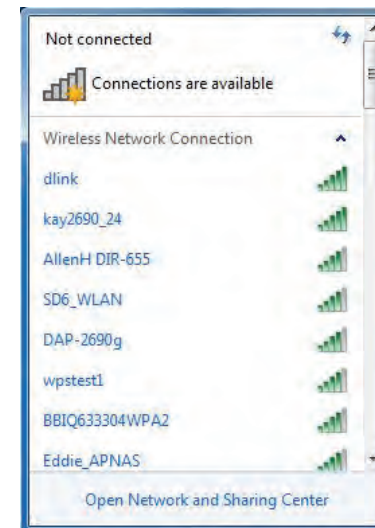 Not connected
Connections are available
Wireless Network Connection
dlink
kay2690_24
AllenH DIR-655
SD6_WLAN
DAP-2690g
wpstest1
BBIQ633304WPA2
Eddie_APNAS
Open Network and Sharing Center